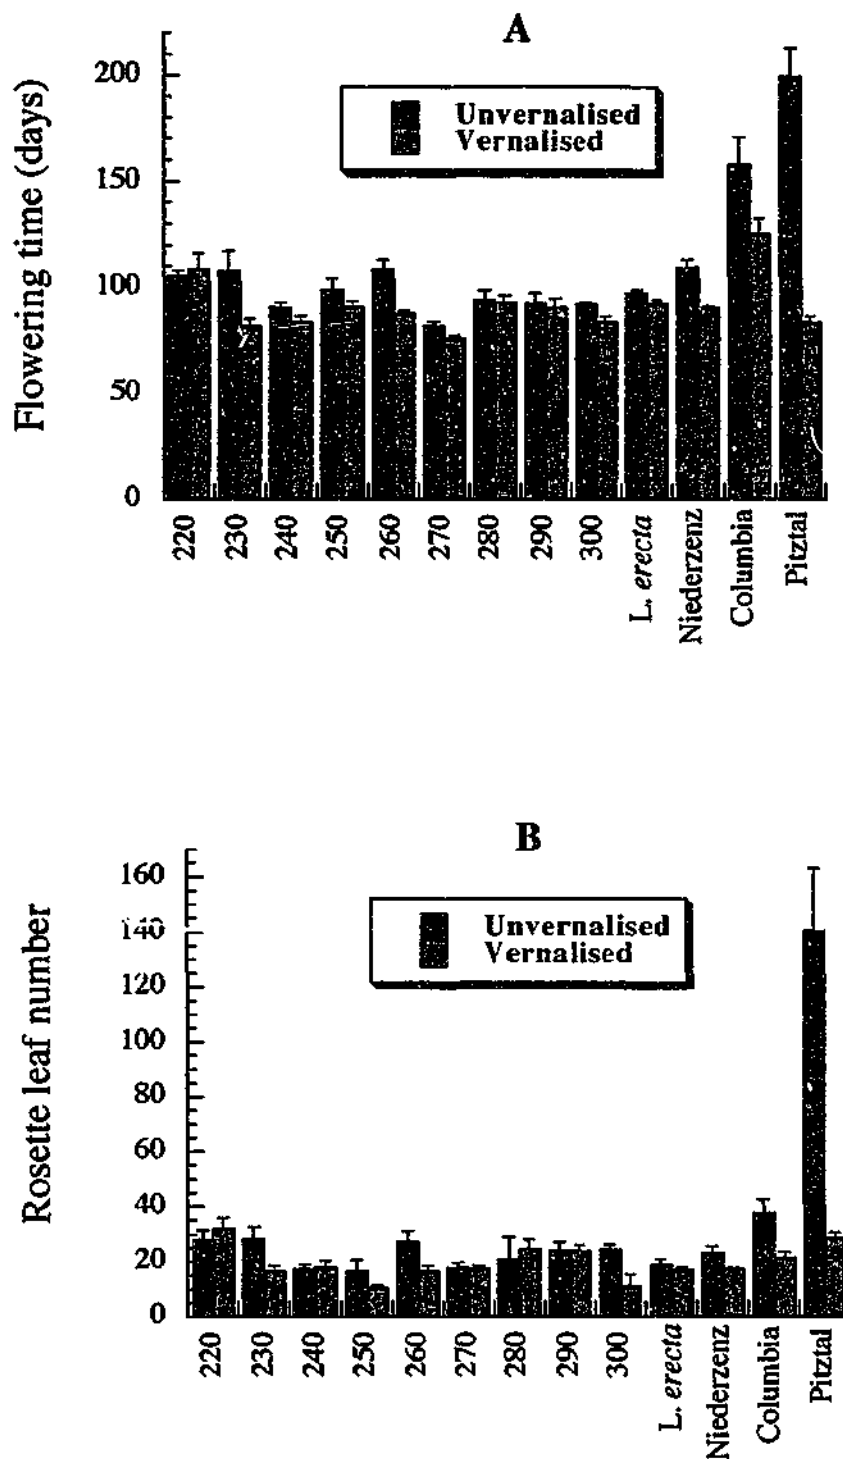 A
Flowering time (days)
200
150
100
50
0
Unvernalised
Vernalised
220
230
240
250
260
270
280
290
300
L. erecta
Niederzenz
Columbia
Pitztal
B
Rosette leaf number
160
140
120
100
80
60
40
20
0
Unvernalised
Vernalised
220
230
240
250
260
270
280
290
300
L. erecta
Niederzenz
Columbia
Pitztal